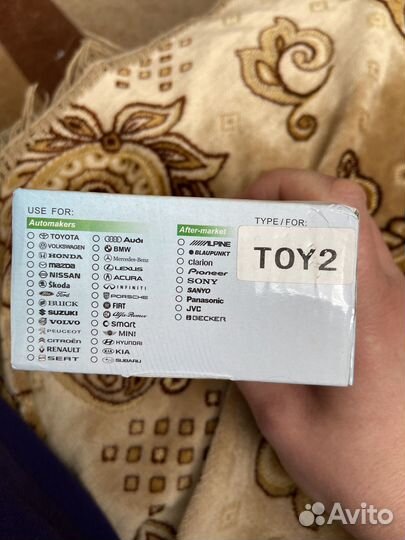 USE FOR:
Automakers
TOYOTA
VOLKSWAGEN
HONDA
mazda
NISSAN
Škoda
Ford
BUICK
SUZUKI
VOLVO
PEUGEOT
CITROËN
RENAULT
SEAT
Audi
BMW
Mercedes-Benz
LEXUS
ACURA
INFINITI
PORSCHE
FIAT
Alfa Romeo
smart
MINI
HYUNDAI
KIA
SUBARU
After-market
ALPINE
BLAUPUNKT
clarion
Pioneer
SONY
SANYO
Panasonic
JVC
BECKER
TYPE/FOR:
TOY2
Avito